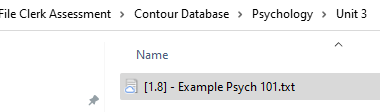 File Clerk Assessment > Contour Database > Psychology > Unit 3
Name
[1.8] - Example Psych 101.txt